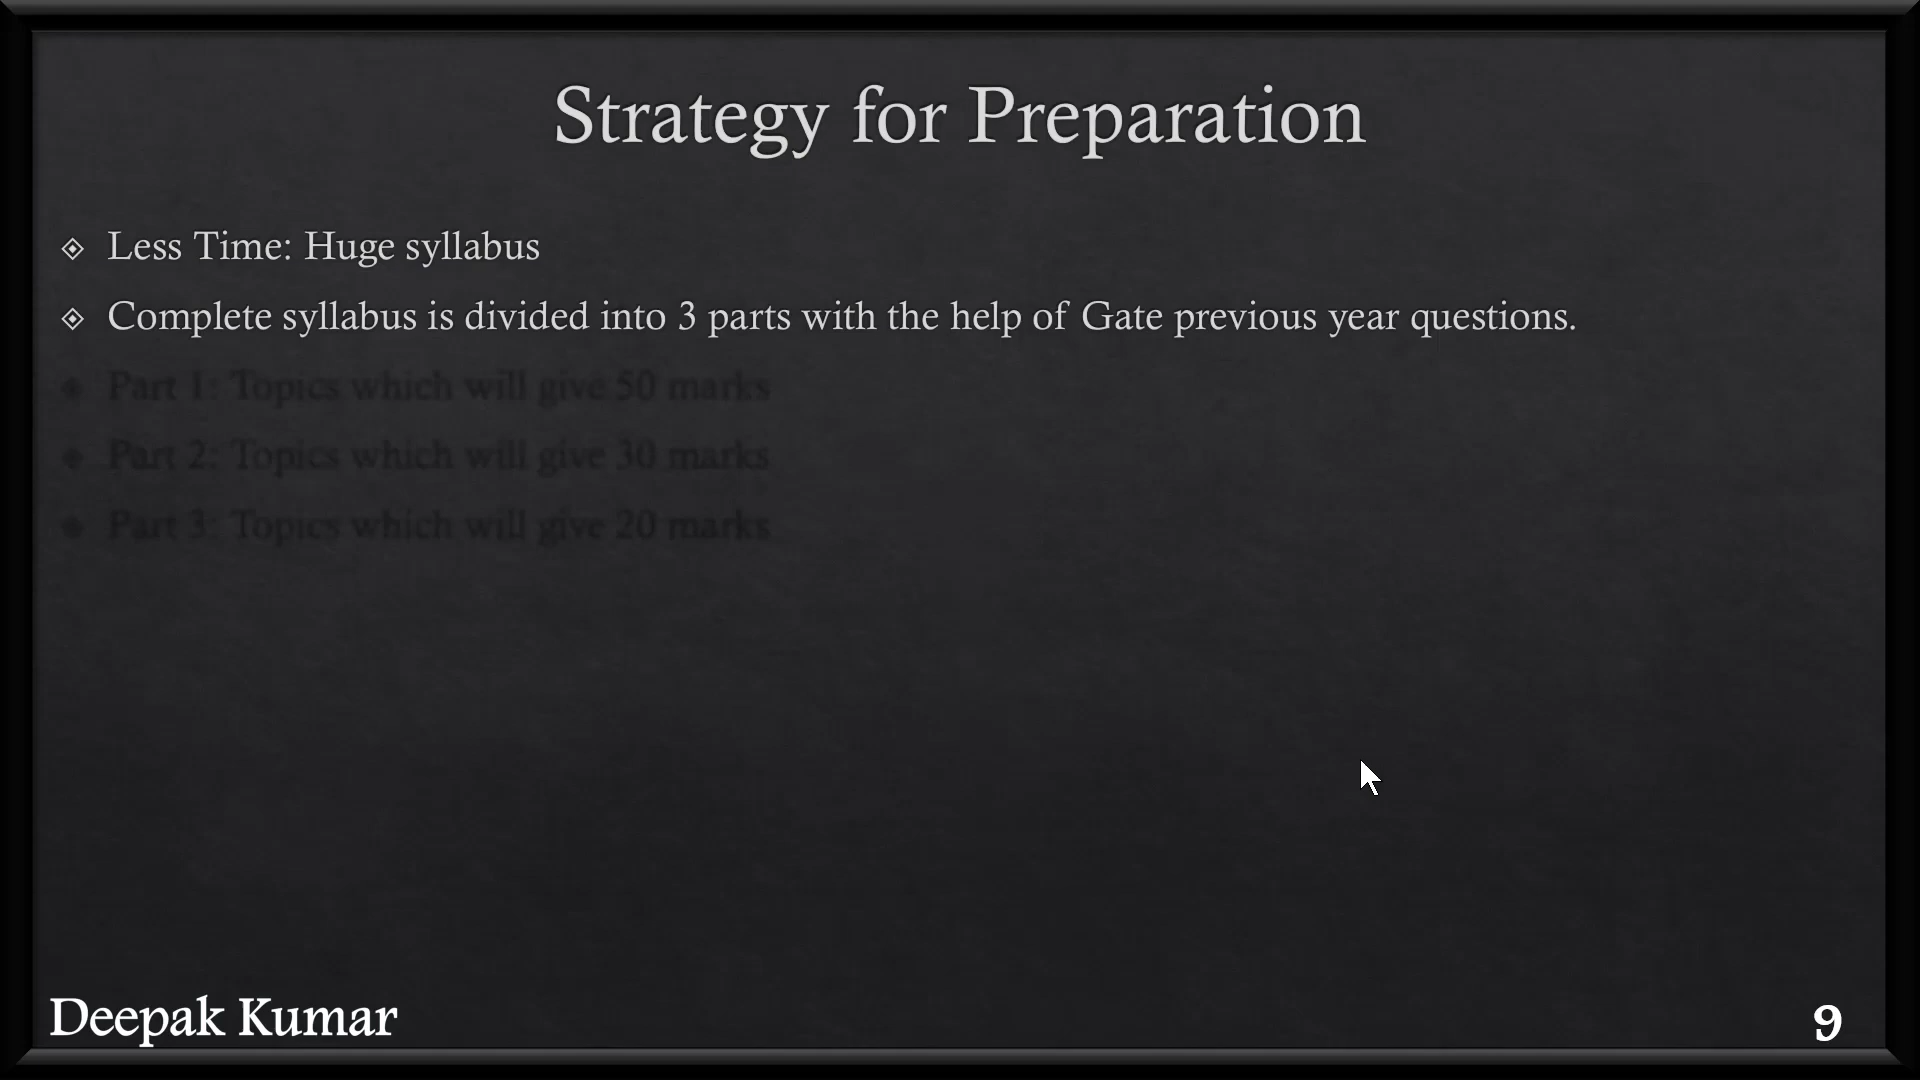 Strategy for Preparation
Less Time: Huge syllabus
Complete syllabus is divided into 3 parts with the help of Gate previous year questions.
Part 1: Topics which will give 50 marks
Part 2: Topics which will give 30 marks
Part 3: Topics which will give 20 marks
Deepak Kumar
9